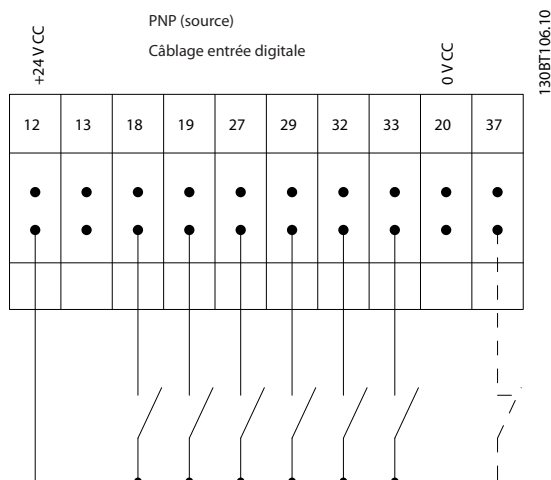 PNP (source)
Câblage entrée digitale
+24 V CC
0 V CC
130BT106.10
12 13 18 19 27 29 32 33 20 37